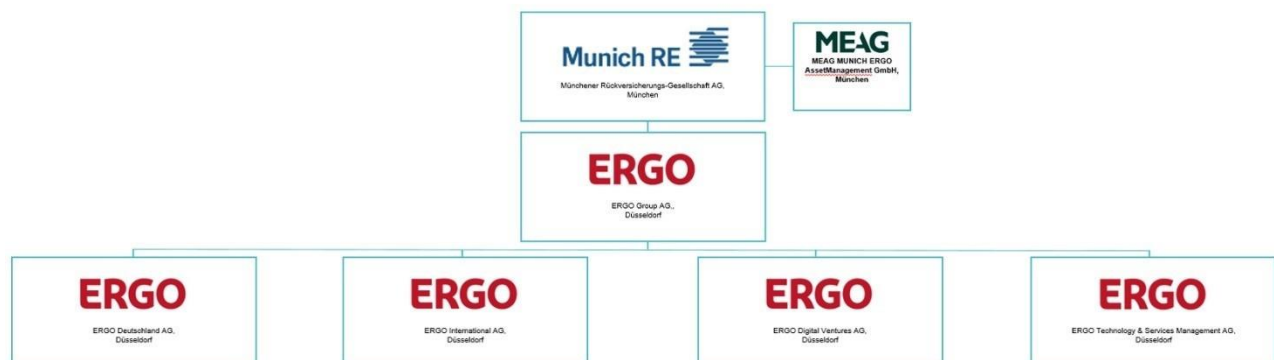 Munich RE
Münchener Rückversicherungs-Gesellschaft AG,
München
MEAG
MEAG MUNICH ERGO
AssetManagement GmbH,
München
ERGO
ERGO Group AG,,
Düsseldorf
ERGO
ERGO Deutschland AG,
Düsseldorf
ERGO
ERGO International AG,
Düsseldorf
ERGO
ERGO Digital Ventures AG,
Düsseldorf
ERGO
ERGO Technology & Services Management AG,
Düsseldorf